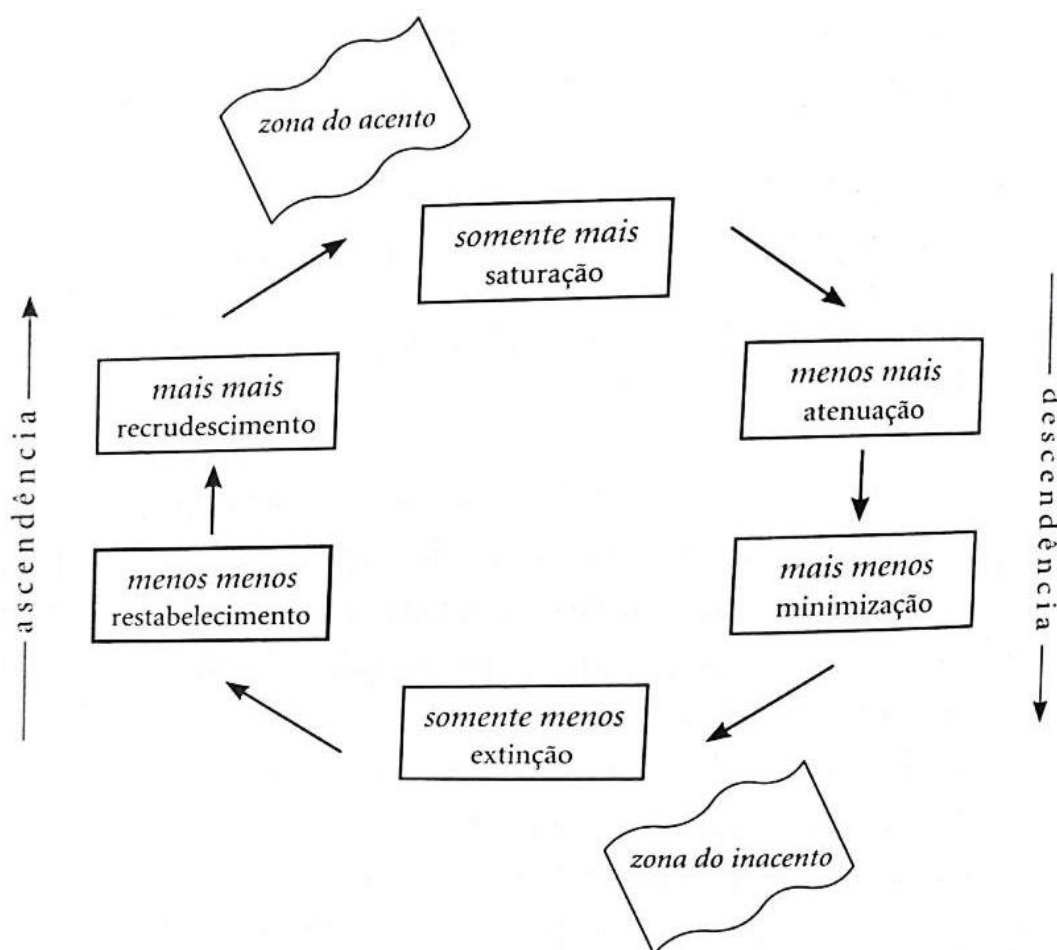 zona do acento
somente mais
saturação
mais mais
recrudescimento
menos mais
atenuação
ascendência
descendência
menos menos
restabelecimento
mais menos
minimização
somente menos
extinção
zona do inacento